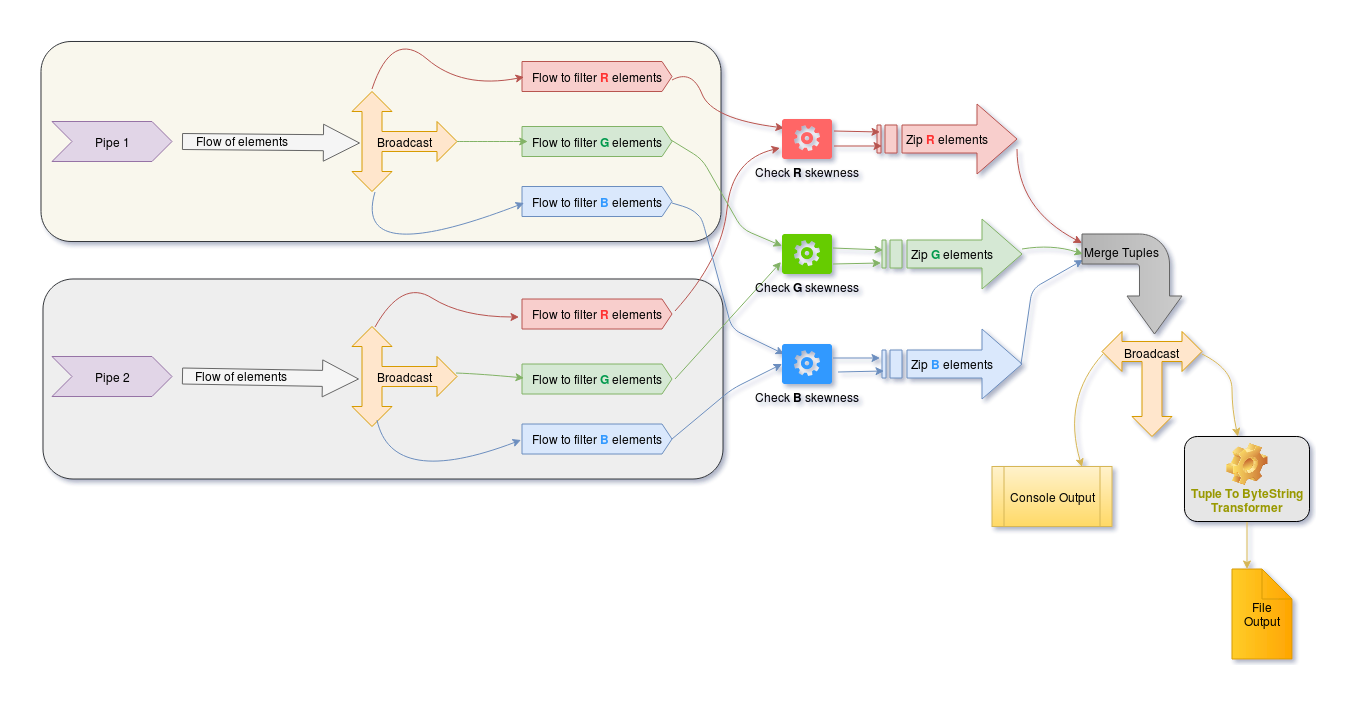 Flow to filter R elements
Pipe 1
Flow of elements
Broadcast
Flow to filter G elements
Flow to filter B elements
Check R skewness
Zip R elements
Check G skewness
Zip G elements
Merge Tuples
Flow to filter R elements
Pipe 2
Flow of elements
Broadcast
Flow to filter G elements
Flow to filter B elements
Check B skewness
Zip B elements
Broadcast
Console Output
Tuple To ByteString
Transformer
File
Output